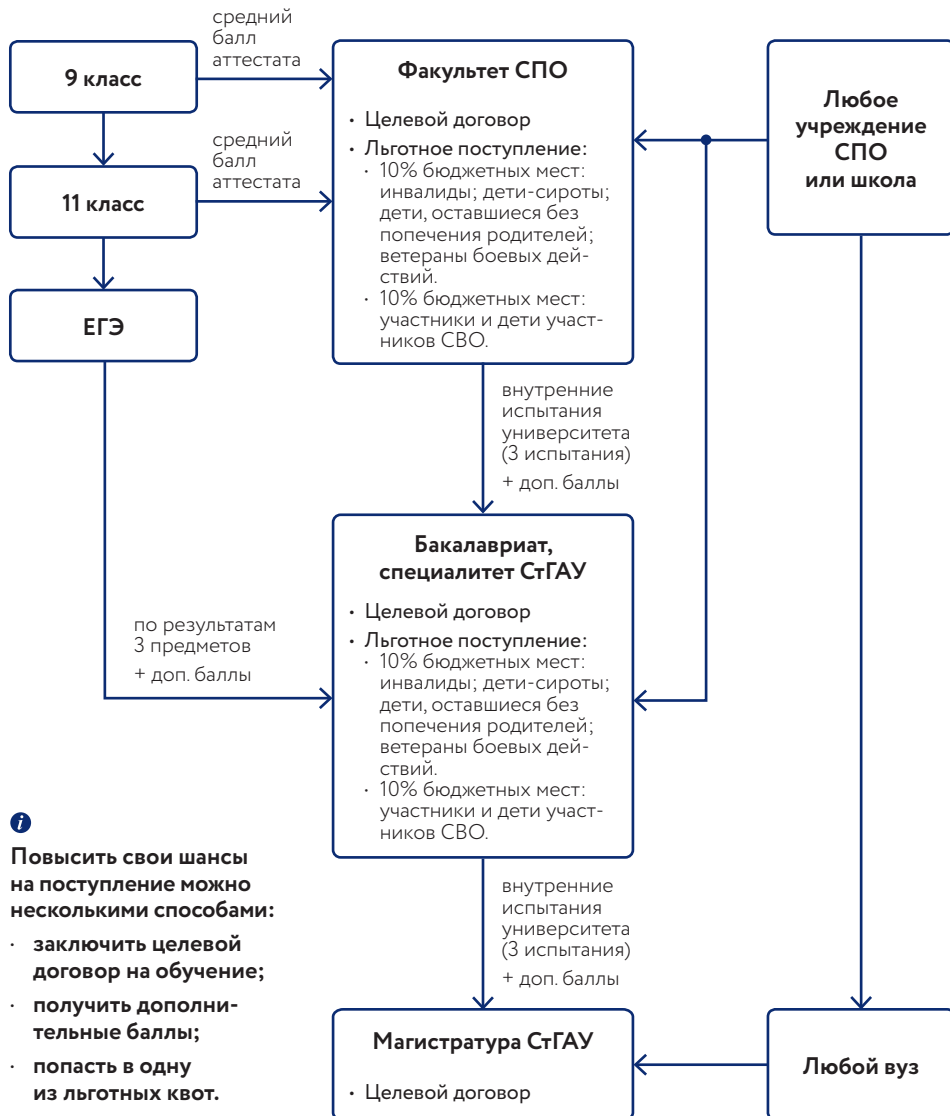 средний
балл
аттестата
9 класс
средний
балл
аттестата
11 класс
ЕГЭ
Факультет СПО
• Целевой договор
• Льготное поступление:
· 10% бюджетных мест:
инвалиды; дети-сироты;
дети, оставшиеся без
попечения родителей;
ветераны боевых дей-
ствий.
· 10% бюджетных мест:
участники и дети участ-
ников СВО.
Любое
учреждение
СПО
или школа
внутренние
испытания
университета
(3 испытания)
+ доп. баллы
по результатам
3 предметов
+ доп. баллы
Бакалавриат,
специалитет СтГАУ
• Целевой договор
• Льготное поступление:
· 10% бюджетных мест:
инвалиды; дети-сироты;
дети, оставшиеся без
попечения родителей;
ветераны боевых дей-
ствий.
· 10% бюджетных мест:
участники и дети участ-
ников СВО.
i
Повысить свои шансы
на поступление можно
несколькими способами:
· заключить целевой
договор на обучение;
· получить дополни-
тельные баллы;
· попасть в одну
из льготных квот.
внутренние
испытания
университета
(3 испытания)
+ доп. баллы
Магистратура СтГАУ
• Целевой договор
Любой вуз